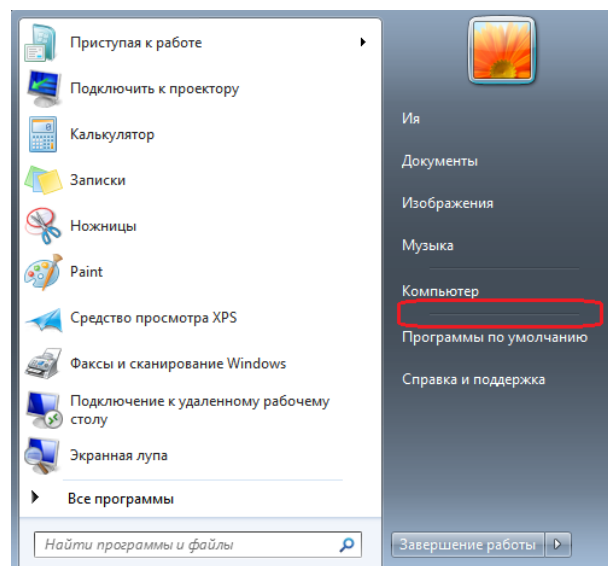 Приступая к работе
Подключить к проектору
Калькулятор
Записки
Ножницы
Paint
Средство просмотра XPS
Факсы и сканирование Windows
Подключение к удаленному рабочему
столу
Экранная лупа
Все программы
Найти программы и файлы
Ия
Документы
Изображения
Музыка
Компьютер
Программы по умолчанию
Справка и поддержка
Завершение работы